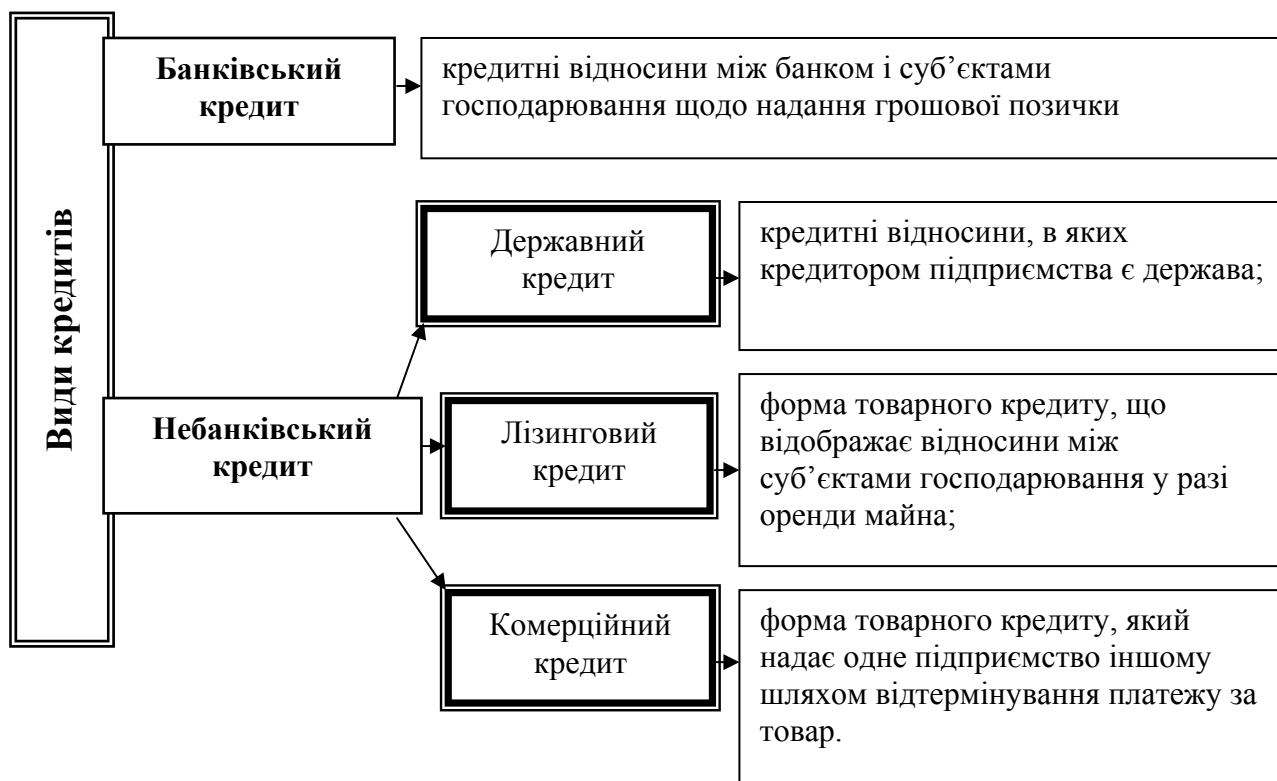 Види кредитів
Банківський
кредит
кредитні відносини між банком і суб’єктами
господарювання щодо надання грошової позички
Небанківський
кредит
Державний
кредит
кредитні відносини, в яких
кредитором підприємства є держава;
Лізинговий
кредит
форма товарного кредиту, що
відображає відносини між
суб’єктами господарювання у разі
оренди майна;
Комерційний
кредит
форма товарного кредиту, який
надає одне підприємство іншому
шляхом відтермінування платежу за
товар.